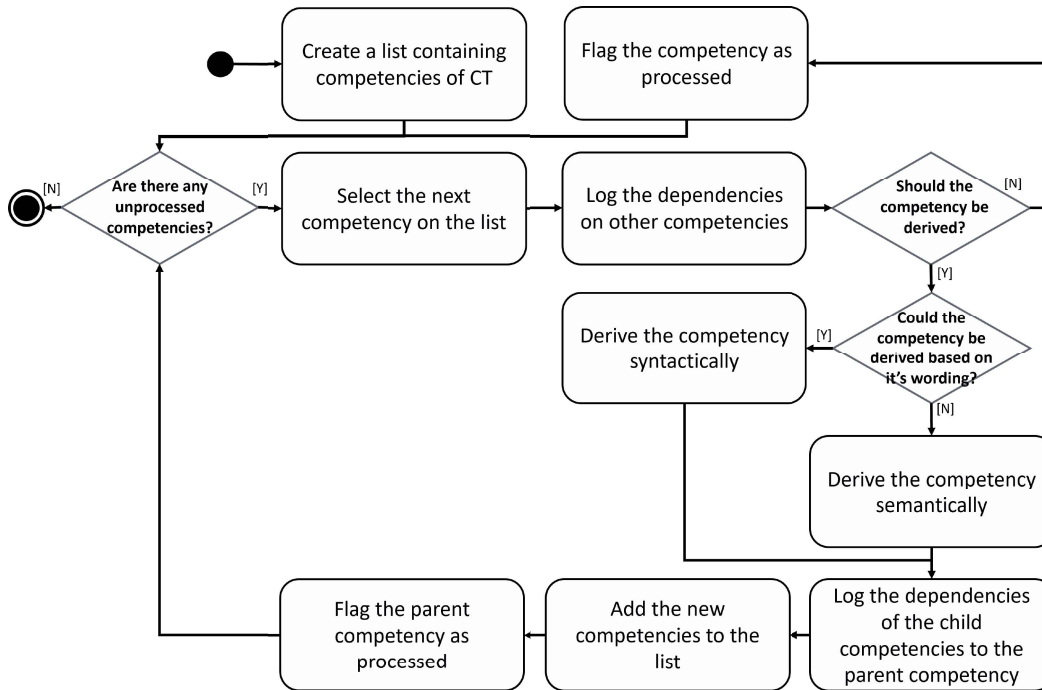 Create a list containing
competencies of CT
Flag the competency as
processed
[N]
Are there any
unprocessed
competencies?
[Y]
Select the next
competency on the list
Log the dependencies
on other competencies
Should the
competency be
derived?
[N]
[Y]
Derive the competency
syntactically
[Y]
Could the
competency be
derived based on
it's wording?
[N]
Derive the competency
semantically
Flag the parent
competency as
processed
Add the new
competencies to the
list
Log the dependencies
of the child
competencies to the
parent competency